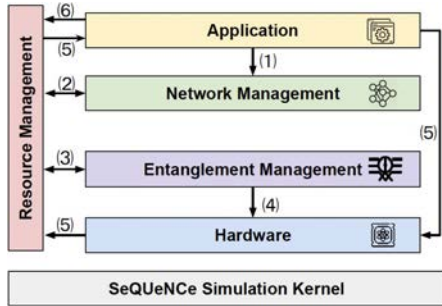 (6)
Application
(5)
(1)
Resource Management
(2)
Network Management
(5)
(3)
Entanglement Management
(4)
(5)
Hardware
SeQUeNCe Simulation Kernel